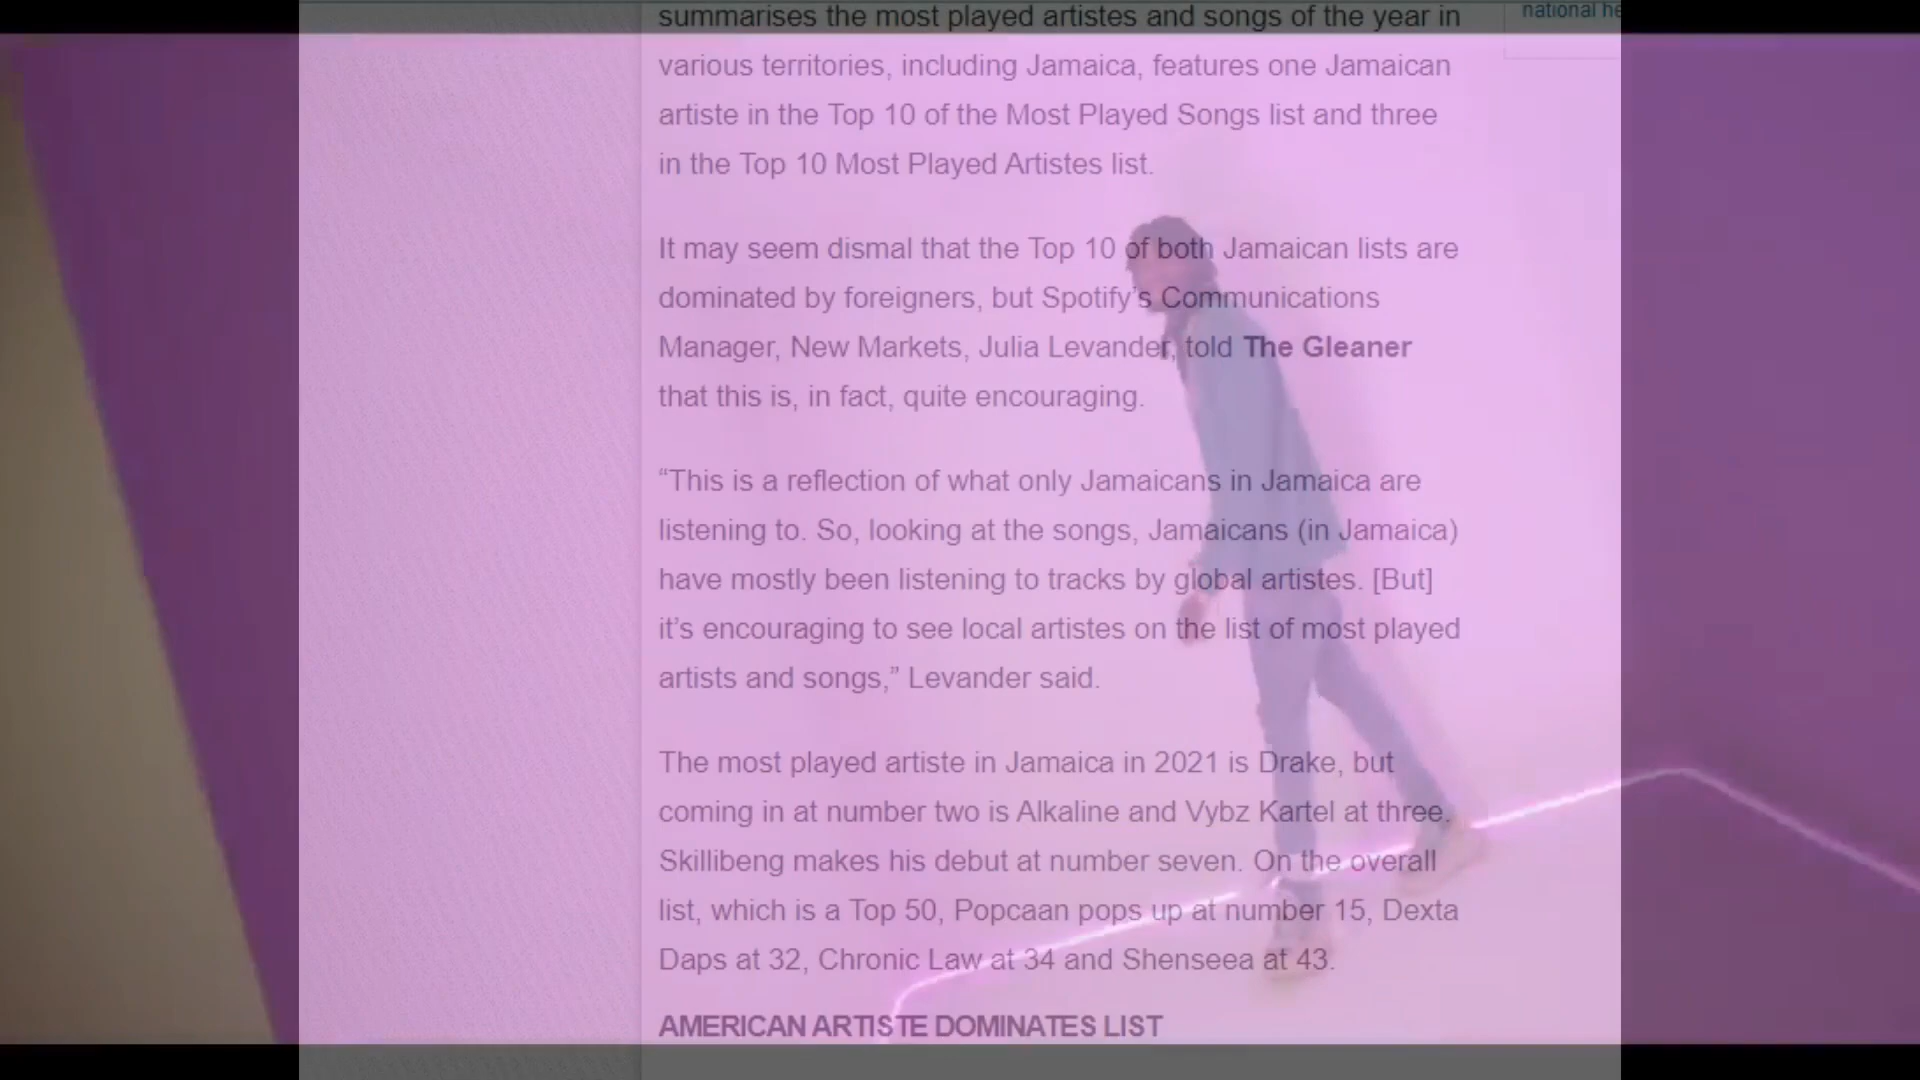 summarises the most played artistes and songs of the year in
various territories, including Jamaica, features one Jamaican
artiste in the Top 10 of the Most Played Songs list and three
in the Top 10 Most Played Artistes list.
It may seem dismal that the Top 10 of both Jamaican lists are
dominated by foreigners, but Spotify’s Communications
Manager, New Markets, Julia Levander, told The Gleaner
that this is, in fact, quite encouraging.
“This is a reflection of what only Jamaicans in Jamaica are
listening to. So, looking at the songs, Jamaicans (in Jamaica)
have mostly been listening to tracks by global artistes. [But]
it’s encouraging to see local artistes on the list of most played
artists and songs,” Levander said.
The most played artiste in Jamaica in 2021 is Drake, but
coming in at number two is Alkaline and Vybz Kartel at three.
Skillibeng makes his debut at number seven. On the overall
list, which is a Top 50, Popcaan pops up at number 15, Dexta
Daps at 32, Chronic Law at 34 and Shenseea at 43.
AMERICAN ARTISTE DOMINATES LIST
national he